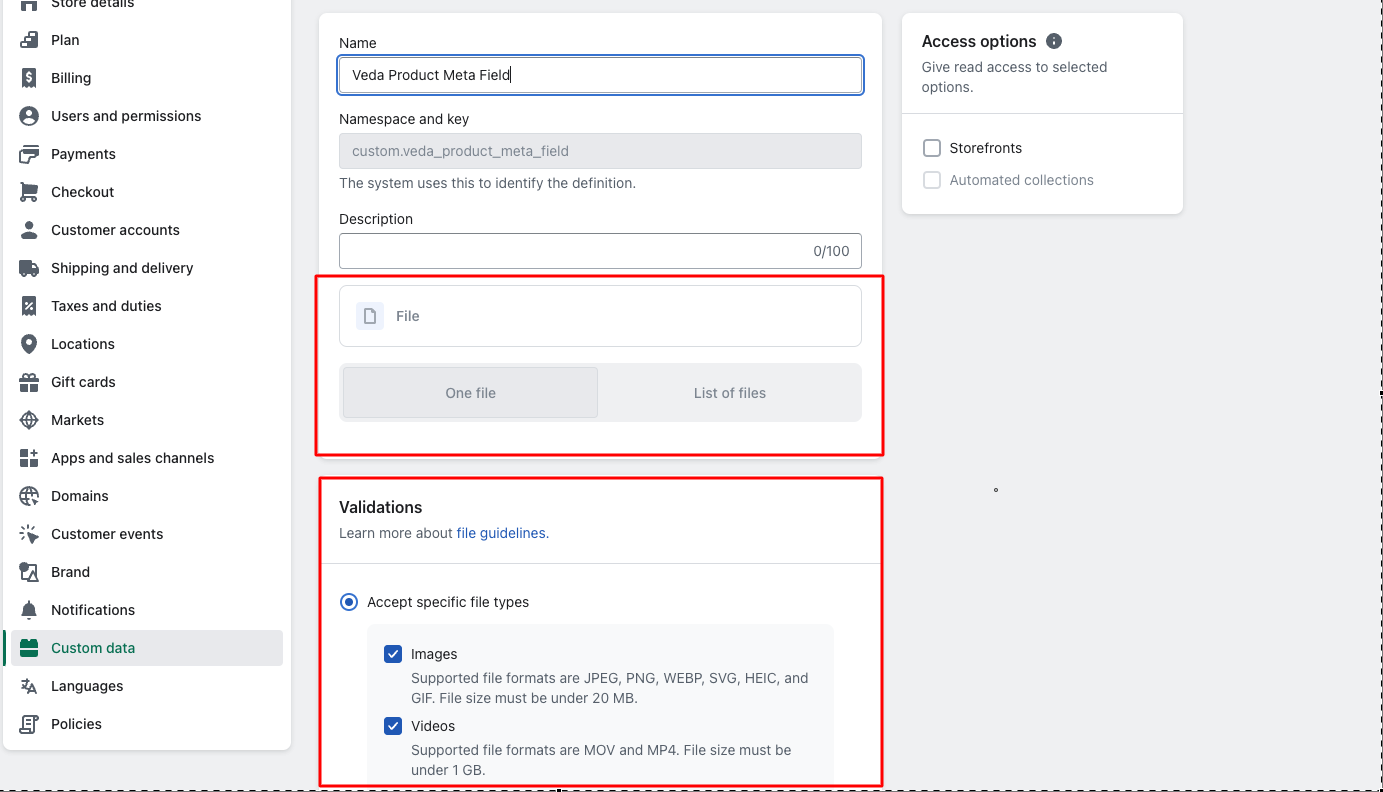 Store details
Plan
Billing
Users and permissions
Payments
Checkout
Customer accounts
Shipping and delivery
Taxes and duties
Locations
Gift cards
Markets
Apps and sales channels
Domains
Customer events
Brand
Notifications
Custom data
Languages
Policies
Name
Veda Product Meta Field
Namespace and key
custom.veda_product_meta_field
The system uses this to identify the definition.
Description
0/100
File
One file
List of files
Validations
Learn more about file guidelines.
Accept specific file types
Images
Supported file formats are JPEG, PNG, WEBP, SVG, HEIC, and
GIF. File size must be under 20 MB.
Videos
Supported file formats are MOV and MP4. File size must be
under 1 GB.
Access options
Give read access to selected
options.
Storefronts
Automated collections